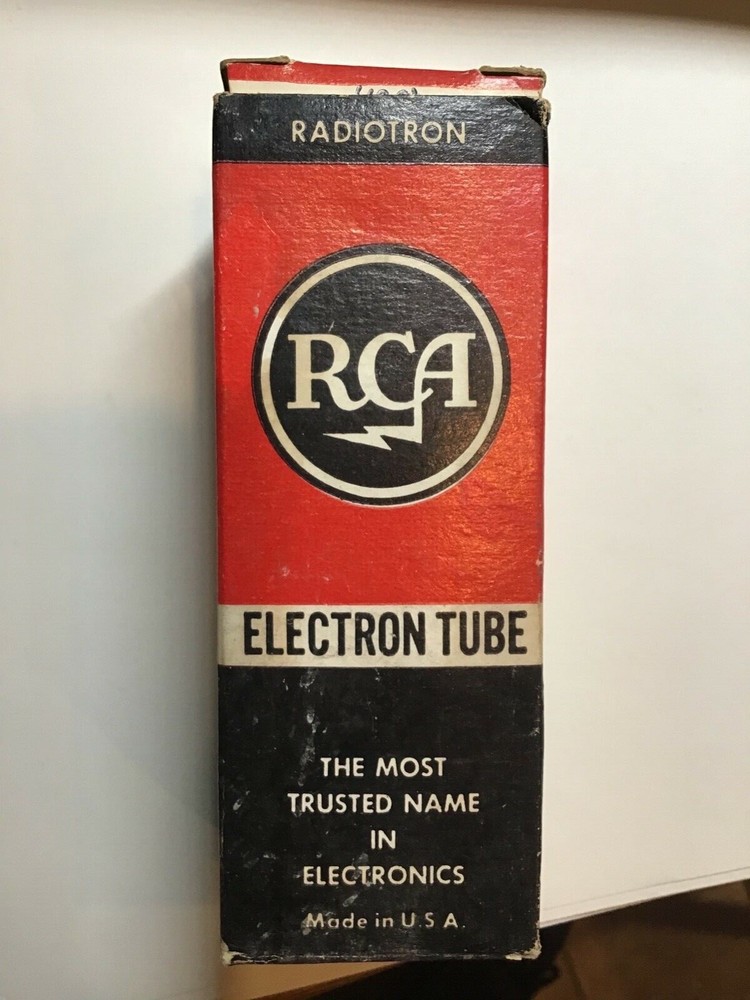 RADIOTRON
RCA
ELECTRON TUBE
THE MOST
TRUSTED NAME
IN
ELECTRONICS
Made in U.S A.